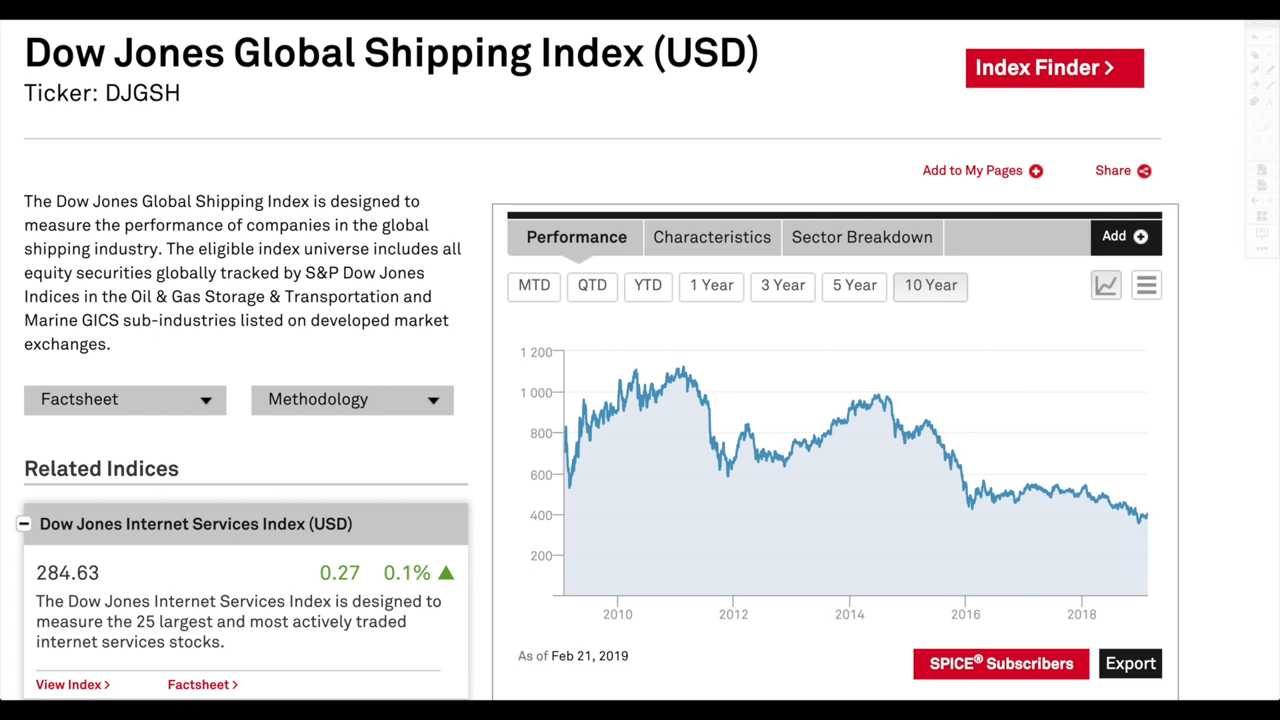 Dow Jones Global Shipping Index (USD)
Ticker: DJGSH
Index Finder >
Add to My Pages
Share
The Dow Jones Global Shipping Index is designed to
measure the performance of companies in the global
shipping industry. The eligible index universe includes all
equity securities globally tracked by S&P Dow Jones
Indices in the Oil & Gas Storage & Transportation and
Marine GICS sub-industries listed on developed market
exchanges.
Factsheet
Methodology
Related Indices
Dow Jones Internet Services Index (USD)
284.63 0.27 0.1%
The Dow Jones Internet Services Index is designed to
measure the 25 largest and most actively traded
internet services stocks.
View Index >
Factsheet >
Performance Characteristics Sector Breakdown Add
MTD QTD YTD 1 Year 3 Year 5 Year 10 Year
1 200
1 000
800
600
400
200
2010 2012 2014 2016 2018
As of Feb 21, 2019
SPICE® Subscribers
Export